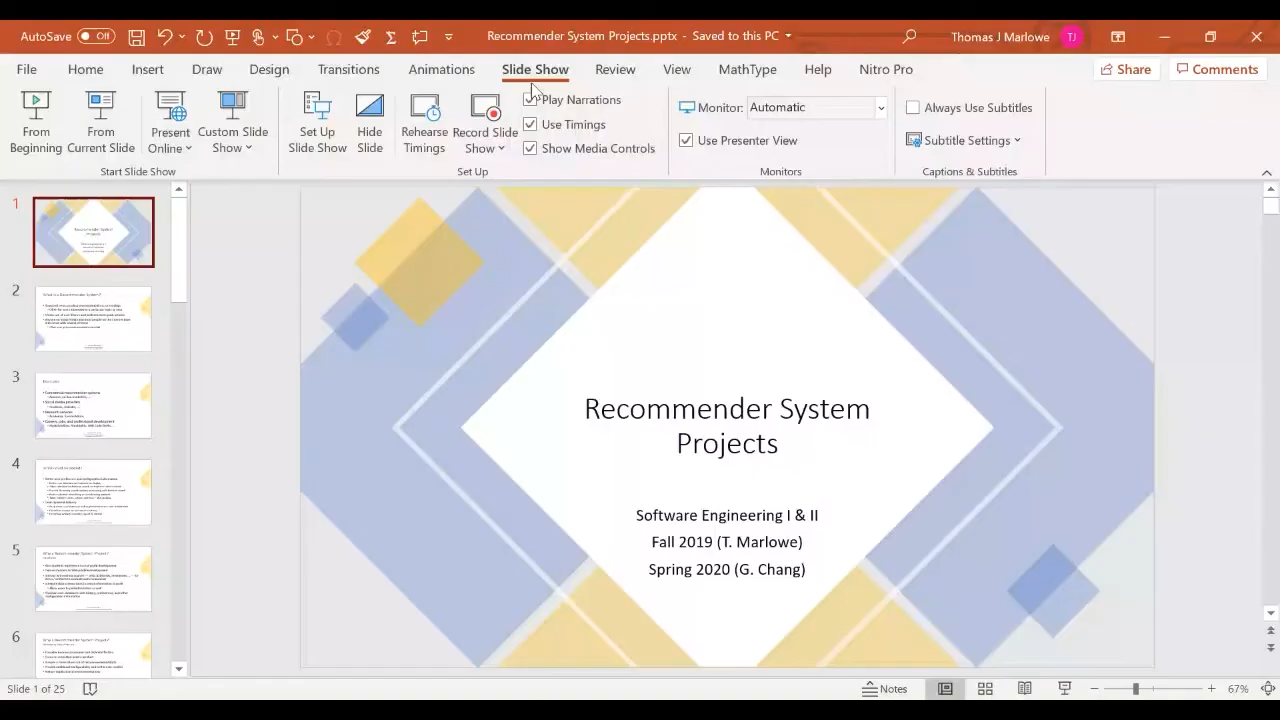 AutoSave Off Recommender System Projects.pptx - Saved to this PC Thomas J Marlowe TJ
File Home Insert Draw Design Transitions Animations Slide Show Review View MathType Help Nitro Pro Share Comments
From Beginning
From Current Slide
Present Online
Custom Slide Show
Start Slide Show
Set Up Slide Show
Hide Slide
Rehearse Timings
Record Slide Show
Play Narrations
Use Timings
Show Media Controls
Set Up
Monitor: Automatic
Use Presenter View
Monitors
Always Use Subtitles
Subtitle Settings
Captions & Subtitles
1
2
3
4
5
6
Recommender System
Projects
Software Engineering I & II
Fall 2019 (T. Marlowe)
Spring 2020 (G. Chang)
Slide 1 of 25 Notes 67%